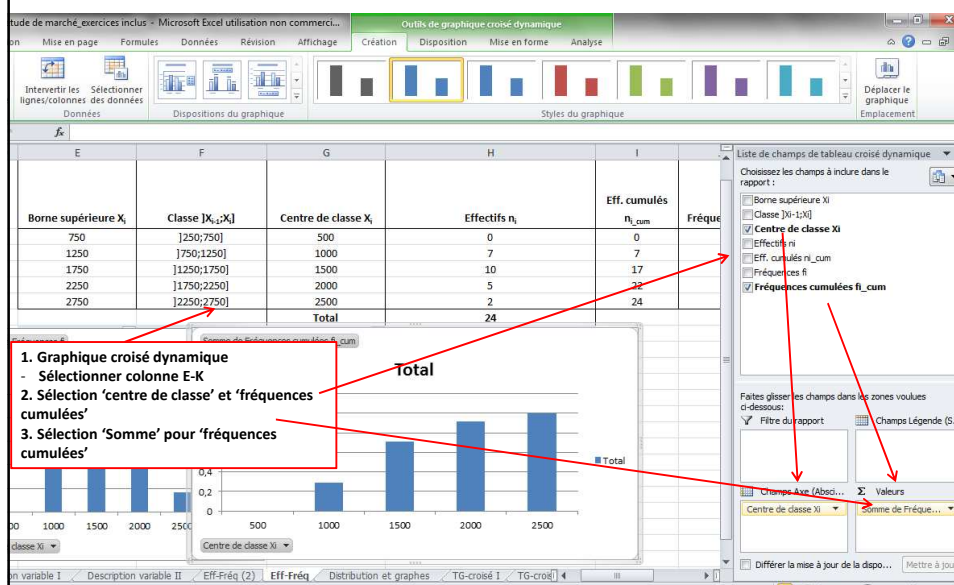 tude de marché_exercices inclus - Microsoft Excel utilisation non commerci...
Outils de graphique croisé dynamique
on Mise en page Formules Données Révision Affichage Création Disposition Mise en forme Analyse
Intervertir les lignes/colonnes
Sélectionner des données
Déplacer le graphique
Données
Dispositions du graphique
Styles du graphique
Emplacement
fx
E F G H I
Borne supérieure Xi Classe ]Xi-1;Xi] Centre de classe Xi Effectifs ni Eff. cumulés ni_cum Fréque
750 ]250;750] 500 0 0
1250 ]750;1250] 1000 7 7
1750 ]1250;1750] 1500 10 17
2250 ]1750;2250] 2000 5 22
2750 ]2250;2750] 2500 2 24
Total 24
Somme de Fréquences cumulées fi_cum
Total
1. Graphique croisé dynamique
- Sélectionner colonne E-K
2. Sélection 'centre de classe' et 'fréquences
cumulées'
3. Sélection 'Somme' pour 'fréquences
cumulées'
0,4
0,2
0
500 1000 1500 2000 2500
Total
Centre de classe Xi
00 1000 1500 2000 2500
classe Xi
Liste de champs de tableau croisé dynamique
Choisissez les champs à inclure dans le
rapport :
Borne supérieure Xi
Classe ]Xi-1;Xi]
Centre de classe Xi
Effectifs ni
Eff. cumulés ni_cum
Fréquences fi
Fréquences cumulées fi_cum
Faites glisser les champs dans les zones voulues
ci-dessous:
Filtre du rapport
Champs Légende (S...
Champs Axe (Absci...
Σ Valeurs
Centre de classe Xi
Somme de Fréque...
Différer la mise à jour de la dispo...
Mettre à jou
on variable I Description variable II Eff-Fréq (2) Eff-Fréq Distribution et graphes TG-croisé I TG-crois